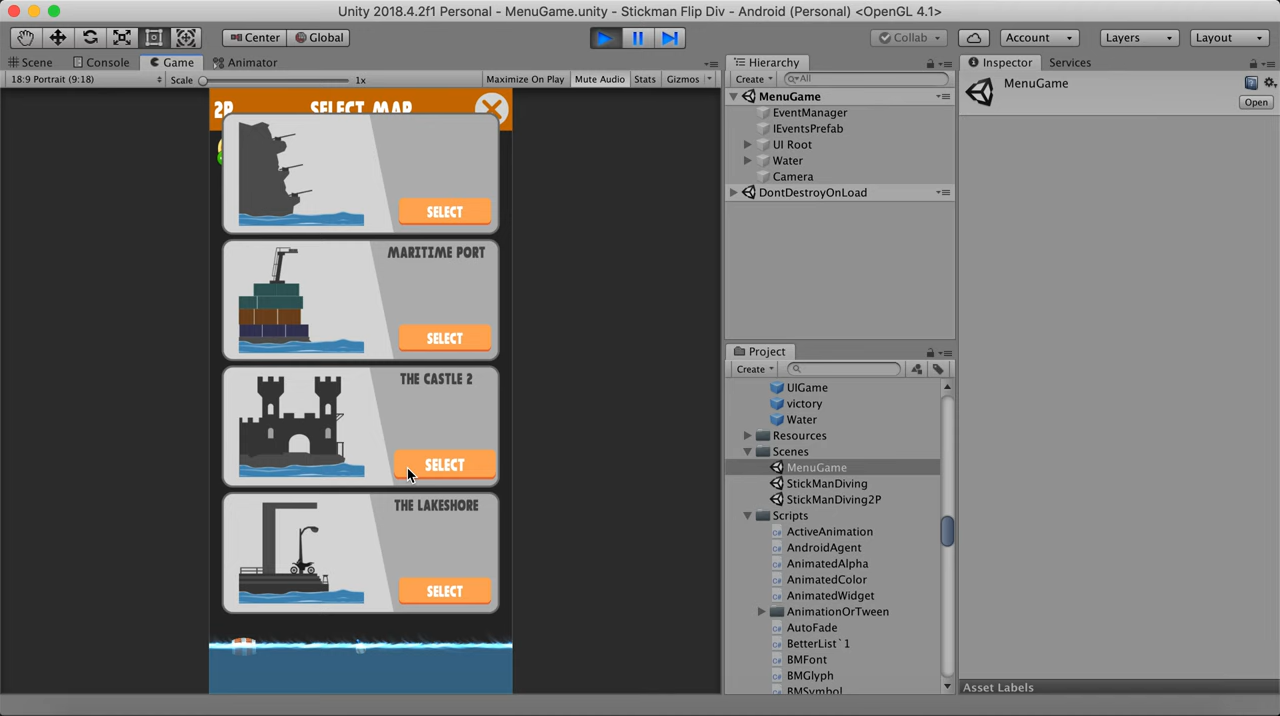 Unity 2018.4.2f1 Personal - MenuGame.unity - Stickman Flip Div - Android (Personal) <OpenGL 4.1>
Center Global Collab Account Layers Layout
Scene Console Game Animator
18:9 Portrait (9:18) Scale 1x Maximize On Play Mute Audio Stats Gizmos
2P SELECT MAP
SELECT
MARITIME PORT
SELECT
THE CASTLE 2
SELECT
THE LAKESHORE
SELECT
Hierarchy
Create All
MenuGame
EventManager
IEventsPrefab
UI Root
Water
Camera
DontDestroyOnLoad
Project
Create
UIGame
victory
Water
Resources
Scenes
MenuGame
StickManDiving
StickManDiving2P
Scripts
ActiveAnimation
AndroidAgent
AnimatedAlpha
AnimatedColor
AnimatedWidget
AnimationOrTween
AutoFade
BetterList`1
BMFont
BMGlyph
BMSymbol
Inspector Services
MenuGame
Open
Asset Labels